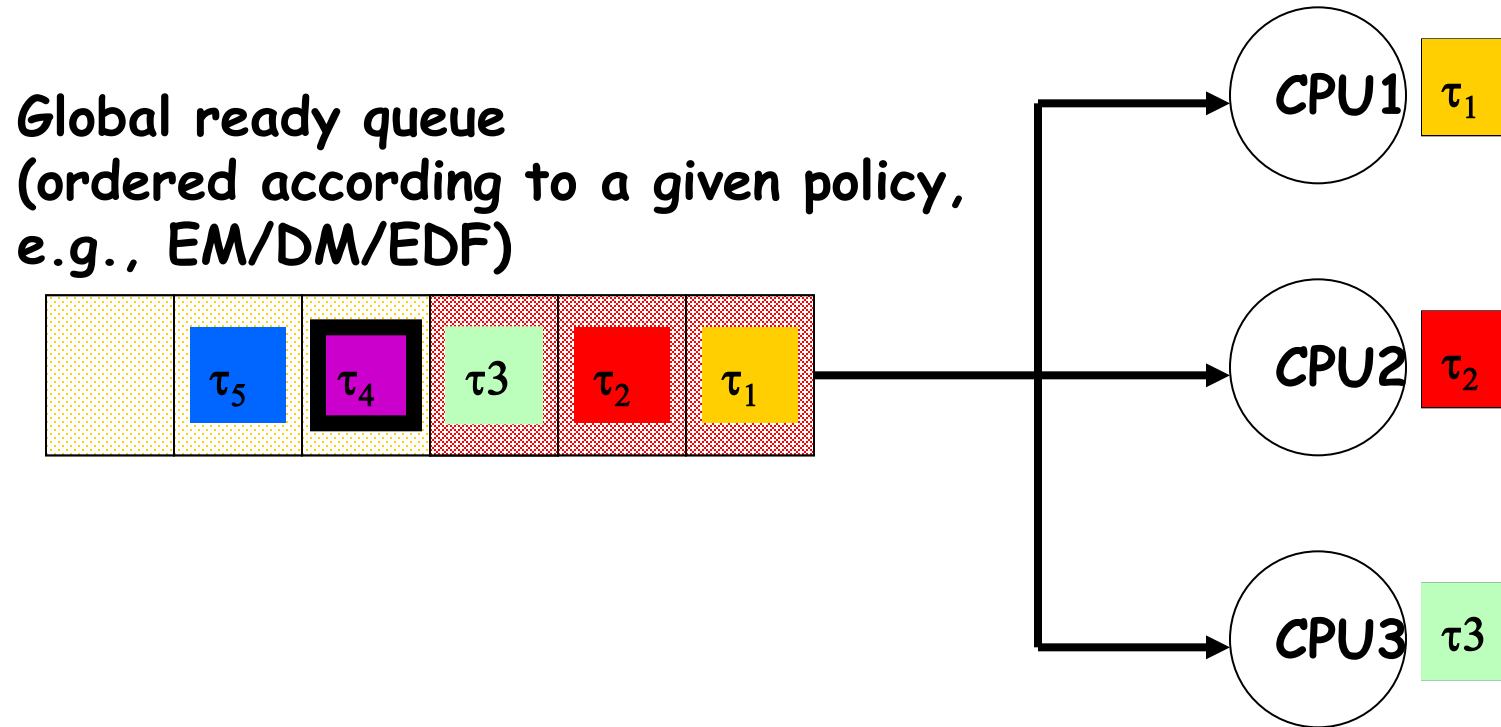 CPU1 τ₁
Global ready queue
(ordered according to a given policy,
e.g., EM/DM/EDF)
τ₅ τ₄ τ3 τ₂ τ₁
CPU2 τ₂
CPU3 τ3